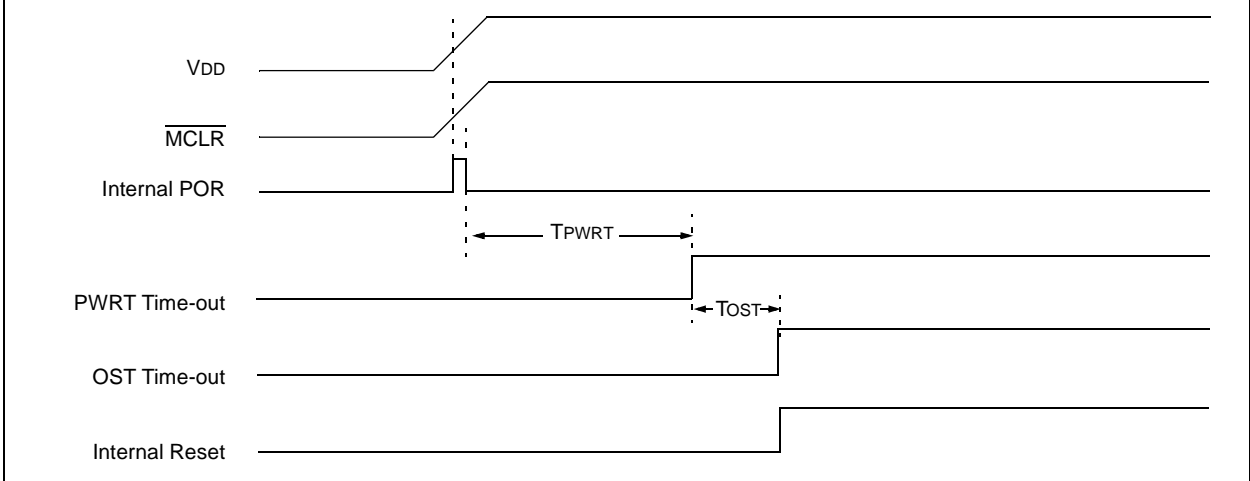 VDD
MCLR
Internal POR
TPWRT
PWRT Time-out
TOST
OST Time-out
Internal Reset